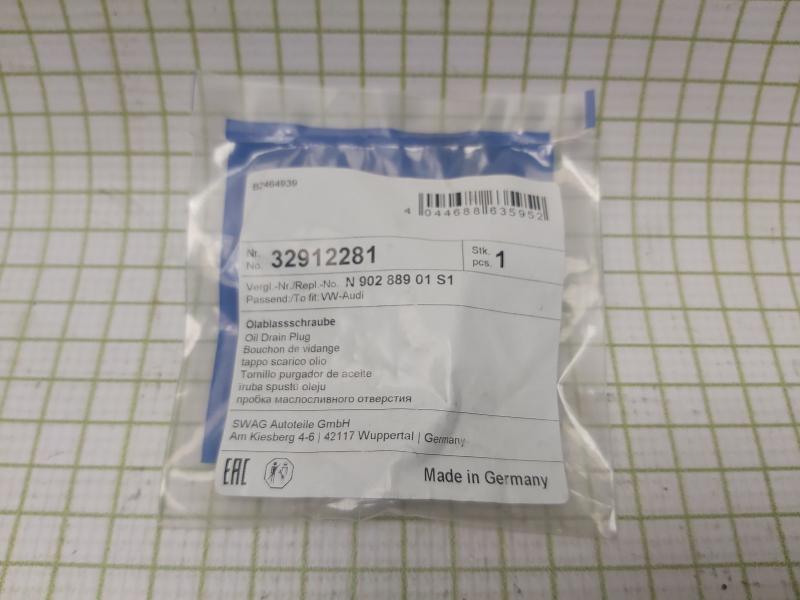 B2464939
4 044688 635952
Nr.
No. 32912281
Stk.
pcs. 1
Vergl.-Nr./Repl.-No. N 902 889 01 S1
Passend:/To fit:VW-Audi
Ölablassschraube
Oil Drain Plug
Bouchon de vidange
tappo scarico olio
Tornillo purgador de aceite
śruba spustu oleju
пробка маслосливного отверстия
SWAG Autoteile GmbH
Am Kiesberg 4-6 | 42117 Wuppertal | Germany
EAC
Made in Germany